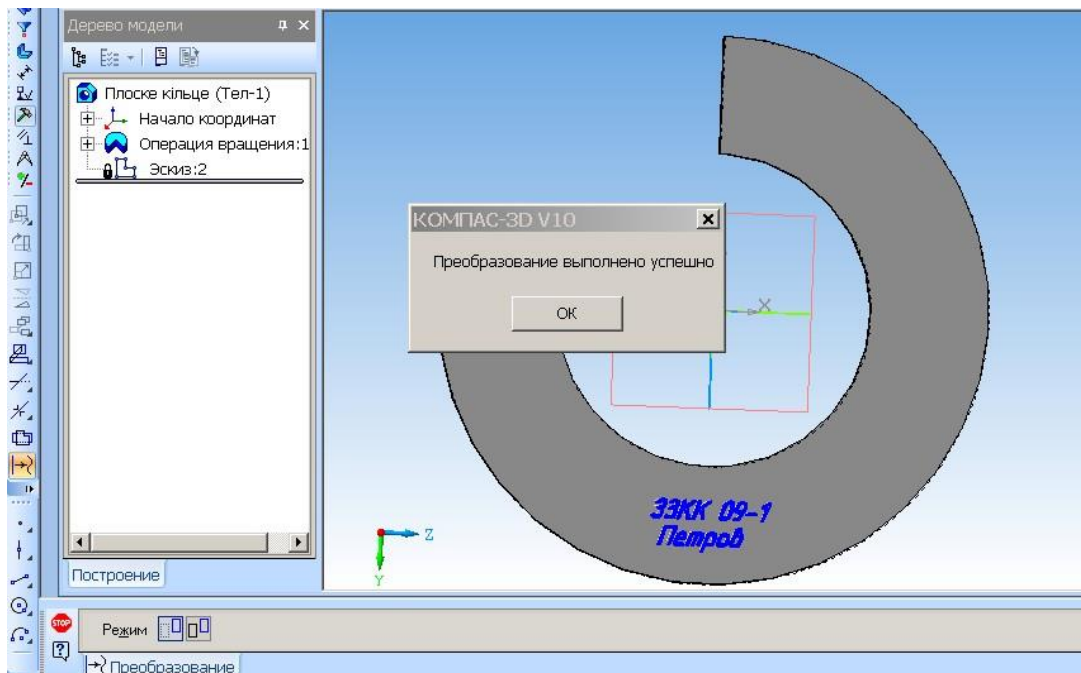 Дерево модели
Плоске кільце (Тел-1)
Начало координат
Операция вращения:1
Эскиз:2
КОМПАС-3D V10
Преобразование выполнено успешно
ОК
X
ЗЗКК 09-1
Петров
Z
Y
Построение
STOP
Режим
Преобразование